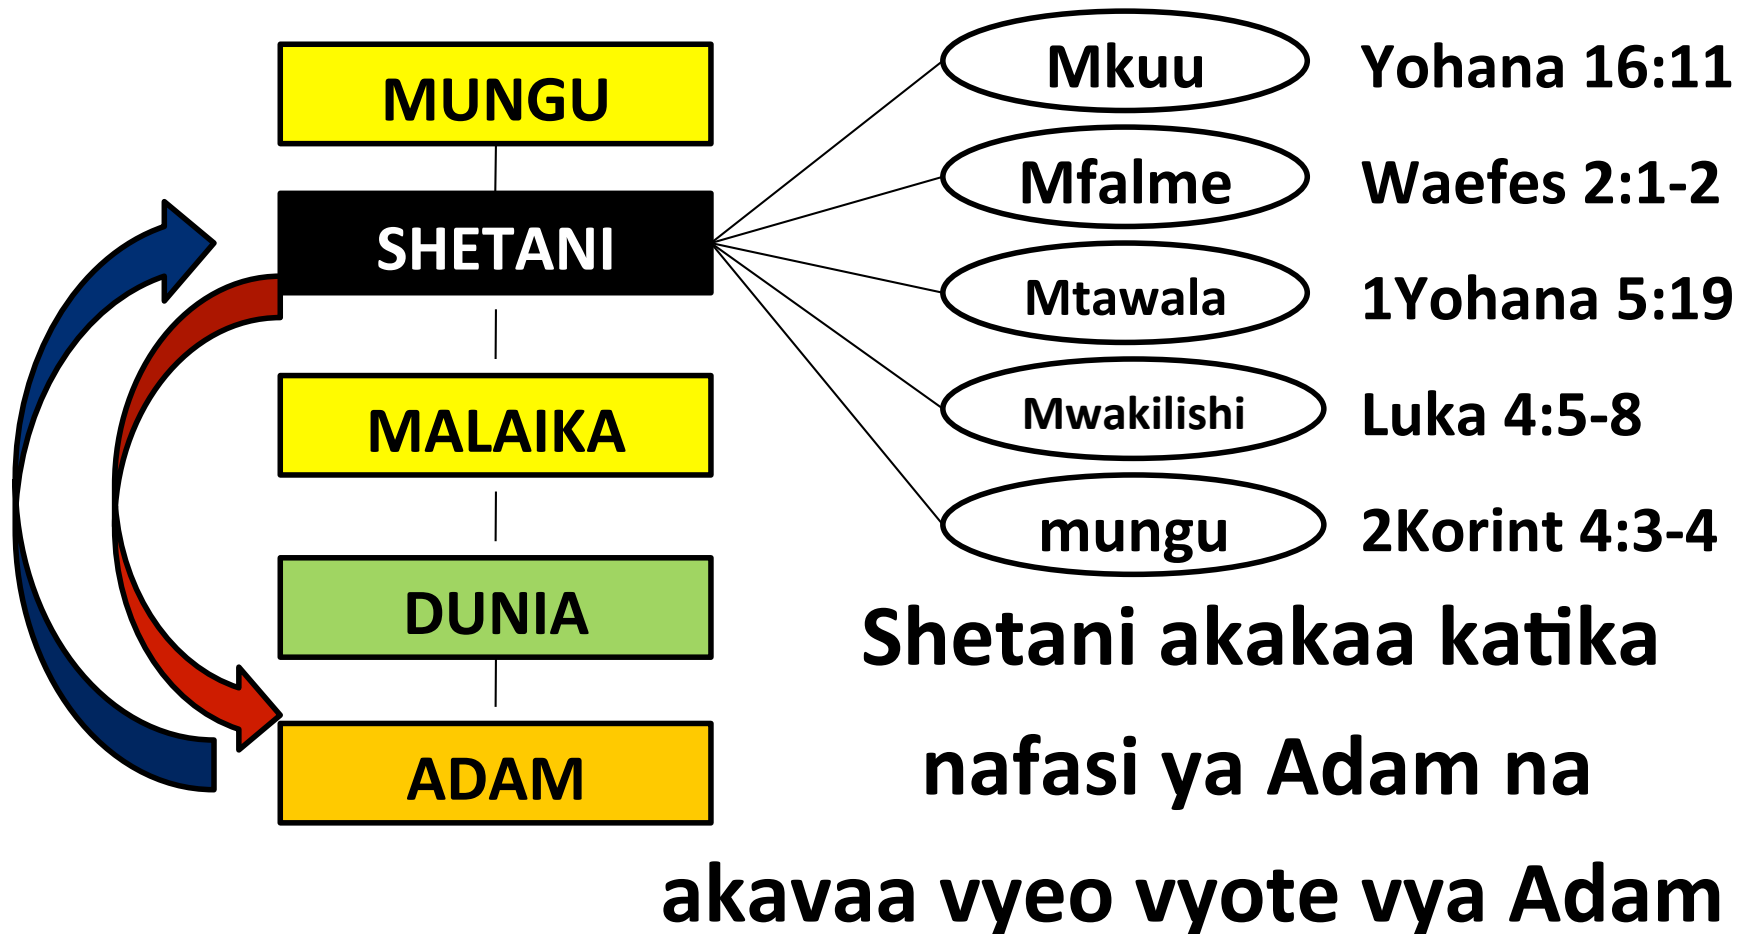 MUNGU
SHETANI
MALAIKA
DUNIA
ADAM
Mkuu Yohana 16:11
Mfalme Waefes 2:1-2
Mtawala 1Yohana 5:19
Mwakilishi Luka 4:5-8
mungu 2Korint 4:3-4
Shetani akakaa katika
nafasi ya Adam na
akavaa vyeo vyote vya Adam